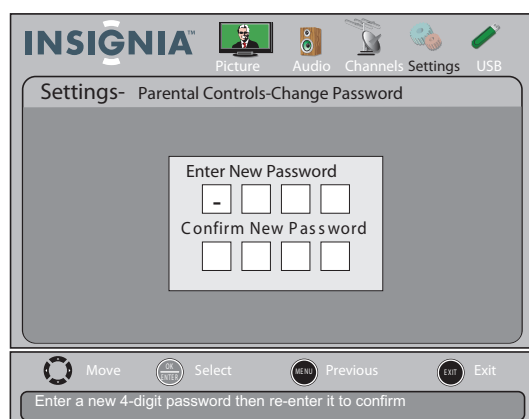 INSIGNIA™
Picture Audio Channels Settings USB
Settings- Parental Controls-Change Password
Enter New Password
-
Confirm New Password
Move OK ENTER Select MENU Previous EXIT Exit
Enter a new 4-digit password then re-enter it to confirm